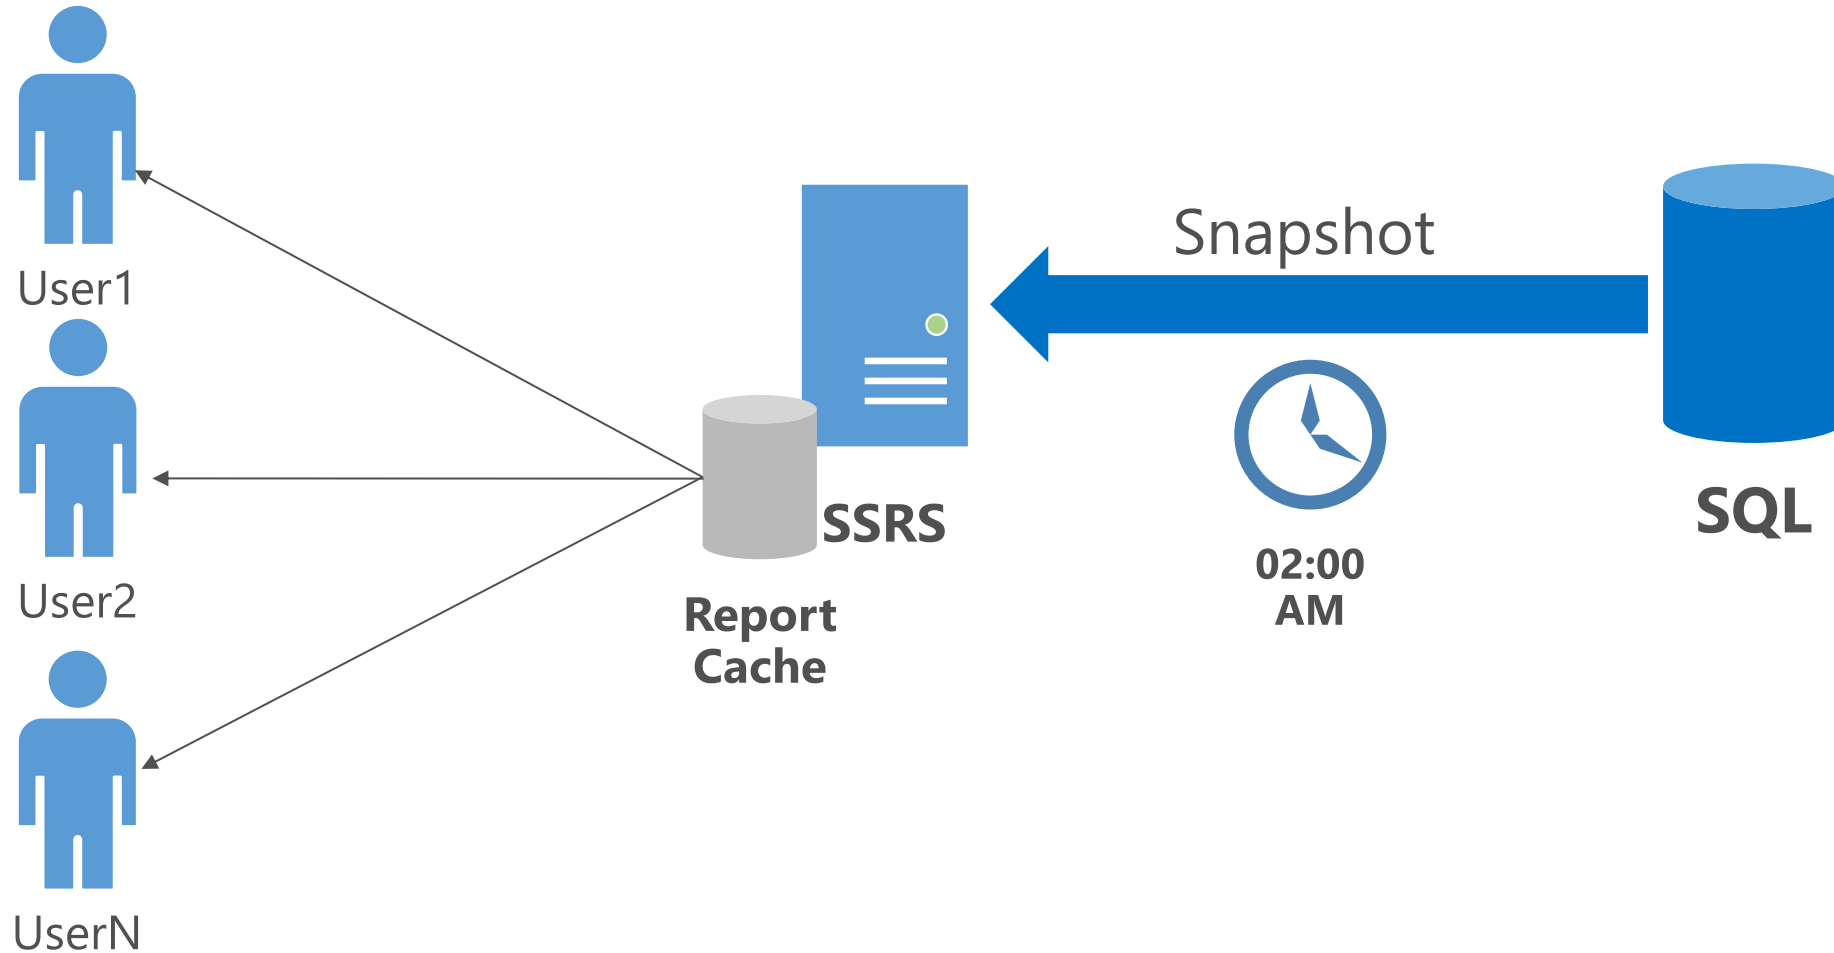 User1
User2
UserN
SSRS
Report
Cache
Snapshot
02:00
AM
SQL